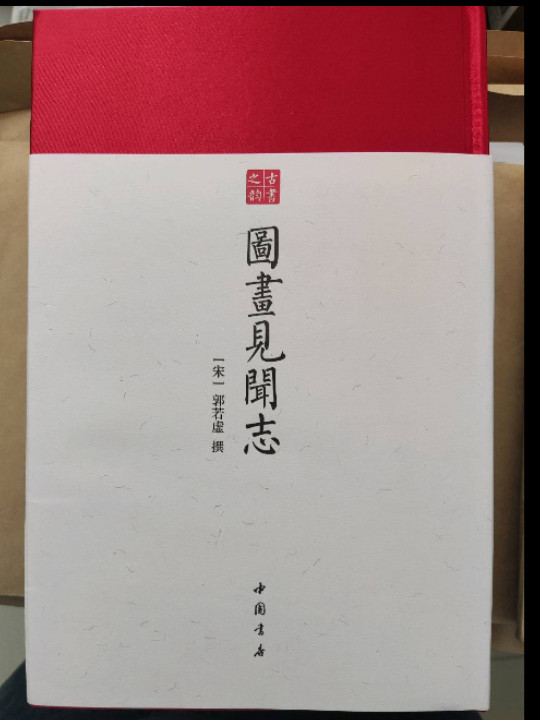 古書
之韵
圖畫見聞志
[宋] 郭若虛 撰
中国书店